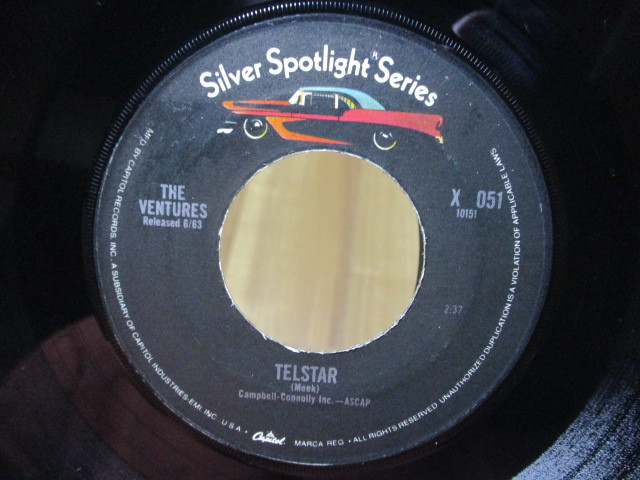 Silver Spotlight® Series
THE
VENTURES
Released 6/63
X 051
10151
2:37
TELSTAR
(Meek)
Campbell-Connolly Inc.—ASCAP
MF'D BY CAPITOL RECORDS, INC. A SUBSIDIARY OF CAPITOL INDUSTRIES-EMI, INC. U.S.A. • Capitol MARCA REG. • ALL RIGHTS RESERVED UNAUTHORIZED DUPLICATION IS A VIOLATION OF APPLICABLE LAWS